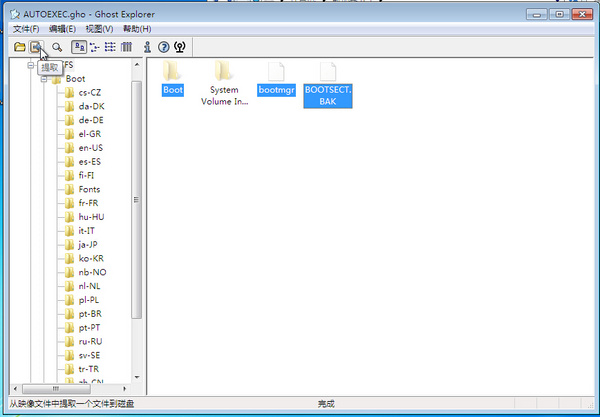 AUTOEXEC.gho - Ghost Explorer
文件(F) 编辑(E) 视图(V) 帮助(H)
提取
Boot
cs-CZ
da-DK
de-DE
el-GR
en-US
es-ES
fi-FI
Fonts
fr-FR
hu-HU
it-IT
ja-JP
ko-KR
nb-NO
nl-NL
pl-PL
pt-BR
pt-PT
ru-RU
sv-SE
tr-TR
zh-CN
Boot
System
Volume In...
bootmgr
BOOTSECT.
BAK
从映像文件中提取一个文件到磁盘
完成